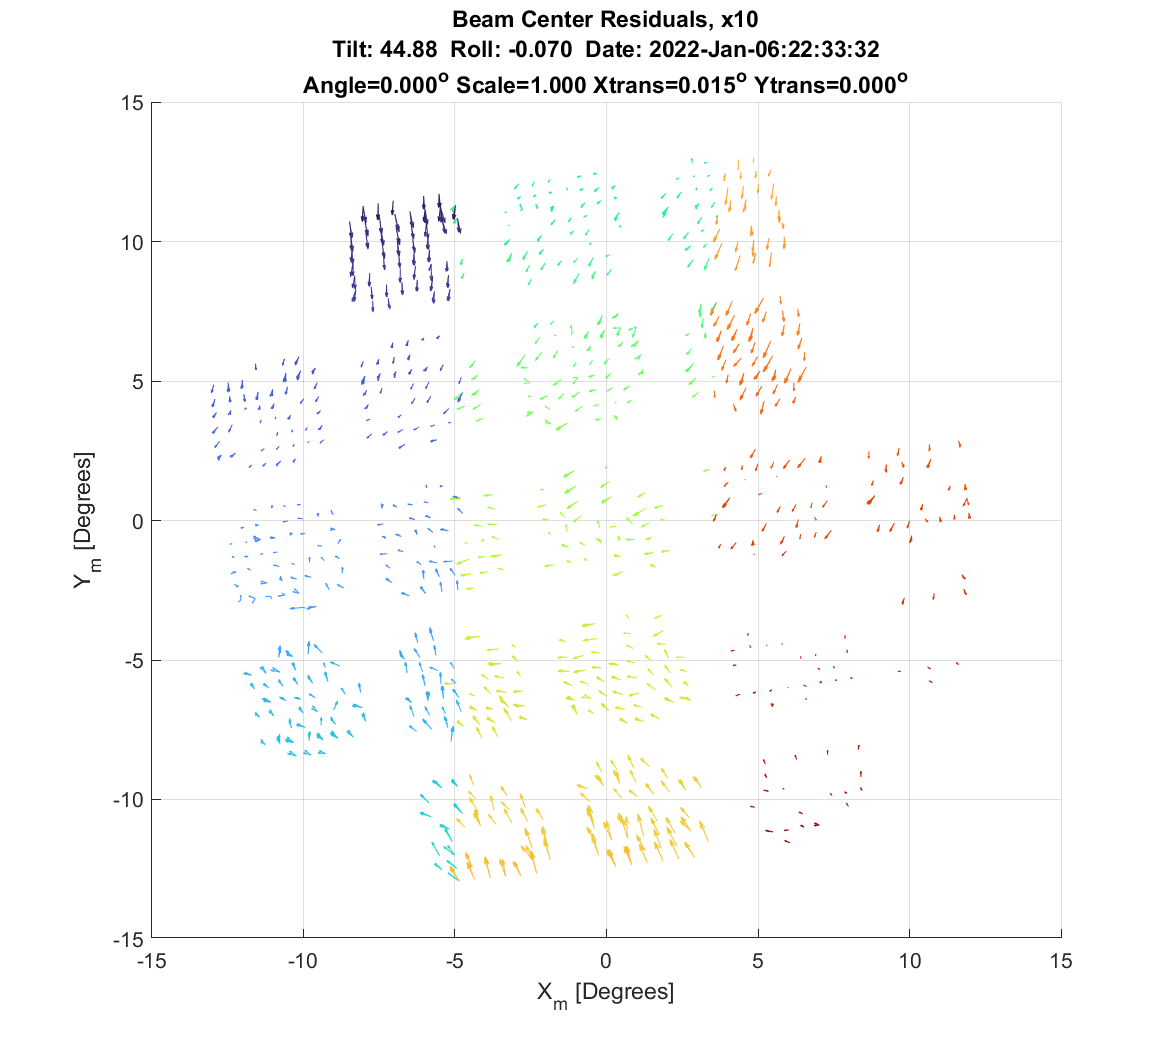 Beam Center Residuals, x10
Tilt: 44.88 Roll: -0.070 Date: 2022-Jan-06:22:33:32
Angle=0.000° Scale=1.000 Xtrans=0.015° Ytrans=0.000°
15
10
5
0
-5
-10
-15
Y_m [Degrees]
-15 -10 -5 0 5 10 15
X_m [Degrees]